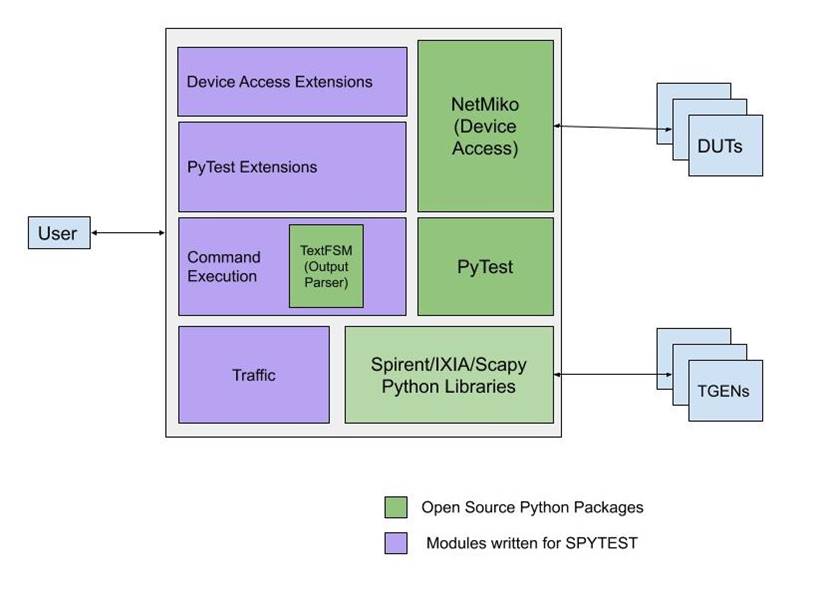 Device Access Extensions
NetMiko
(Device
Access)
DUTs
PyTest Extensions
User
Command
Execution
TextFSM
(Output
Parser)
PyTest
Traffic
Spirent/IXIA/Scapy
Python Libraries
TGENs
Open Source Python Packages
Modules written for SPYTEST